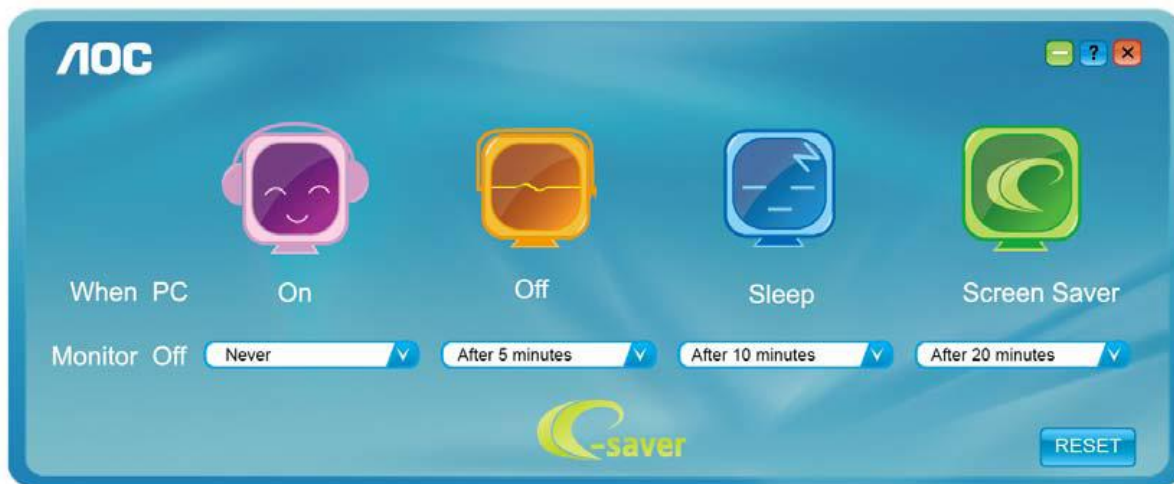 AOC
?
When PC On Off Sleep Screen Saver
Monitor Off Never After 5 minutes After 10 minutes After 20 minutes
e-saver
RESET